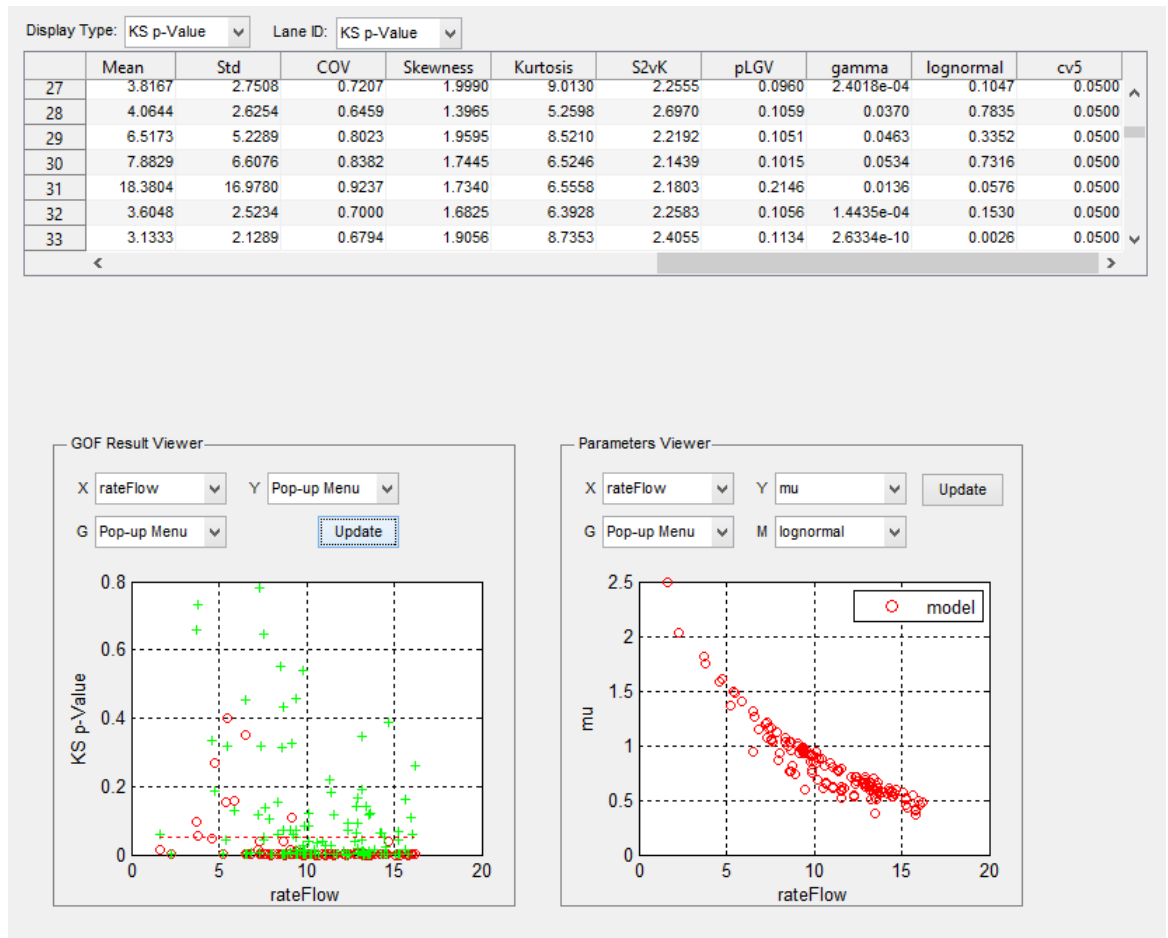 Display Type: KS p-Value Lane ID: KS p-Value
Mean Std COV Skewness Kurtosis S2vK pLGV gamma lognormal cv5
27 3.8167 2.7508 0.7207 1.9990 9.0130 2.2555 0.0960 2.4018e-04 0.1047 0.0500
28 4.0644 2.6254 0.6459 1.3965 5.2598 2.6970 0.1059 0.0370 0.7835 0.0500
29 6.5173 5.2289 0.8023 1.9595 8.5210 2.2192 0.1051 0.0463 0.3352 0.0500
30 7.8829 6.6076 0.8382 1.7445 6.5246 2.1439 0.1015 0.0534 0.7316 0.0500
31 18.3804 16.9780 0.9237 1.7340 6.5558 2.1803 0.2146 0.0136 0.0576 0.0500
32 3.6048 2.5234 0.7000 1.6825 6.3928 2.2583 0.1056 1.4435e-04 0.1530 0.0500
33 3.1333 2.1289 0.6794 1.9056 8.7353 2.4055 0.1134 2.6334e-10 0.0026 0.0500
GOF Result Viewer
X rateFlow Y Pop-up Menu
G Pop-up Menu Update
0.8
0.6
0.4
0.2
0
KS p-Value
0 5 10 15 20
rateFlow
Parameters Viewer
X rateFlow Y mu Update
G Pop-up Menu M lognormal
2.5
2
1.5
1
0.5
0
mu
model
0 5 10 15 20
rateFlow